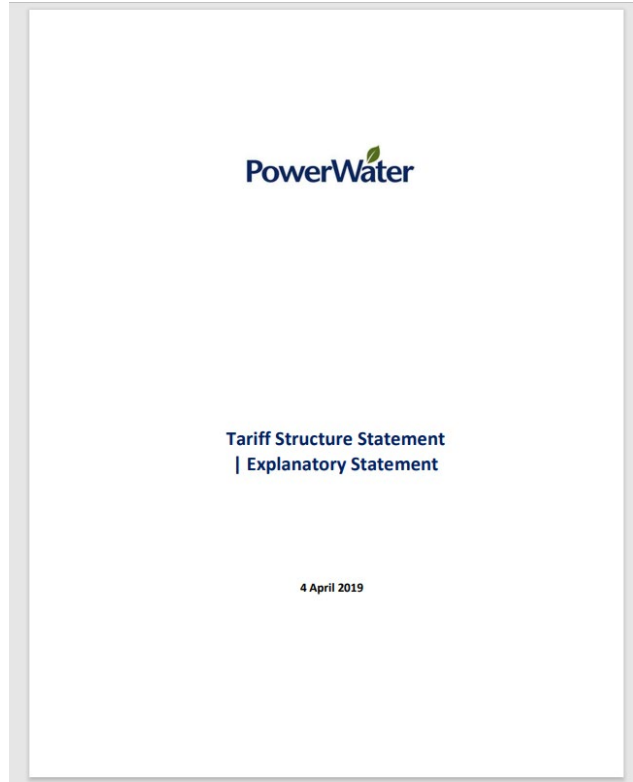 PowerWater
Tariff Structure Statement
| Explanatory Statement
4 April 2019